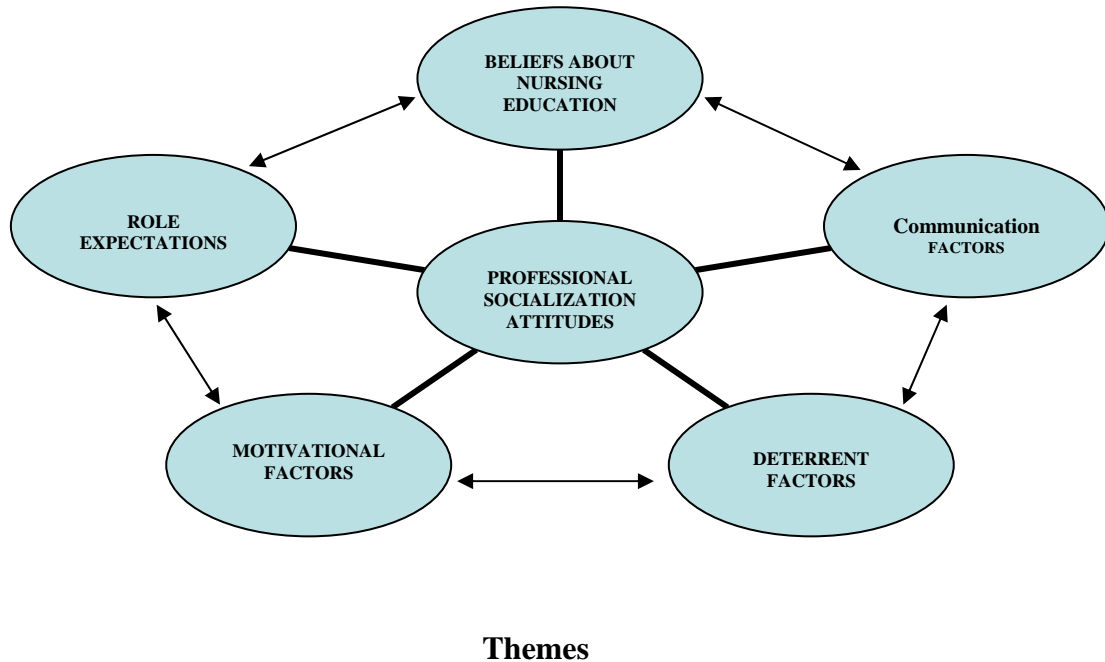 BELIEFS ABOUT
NURSING
EDUCATION
ROLE
EXPECTATIONS
Communication
FACTORS
PROFESSIONAL
SOCIALIZATION
ATTITUDES
MOTIVATIONAL
FACTORS
DETERRENT
FACTORS
Themes